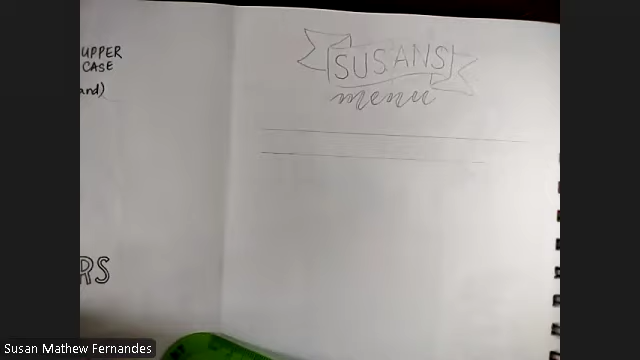 UPPER
CASE
and)
SUSANS
menu
RS
Susan Mathew Fernandes